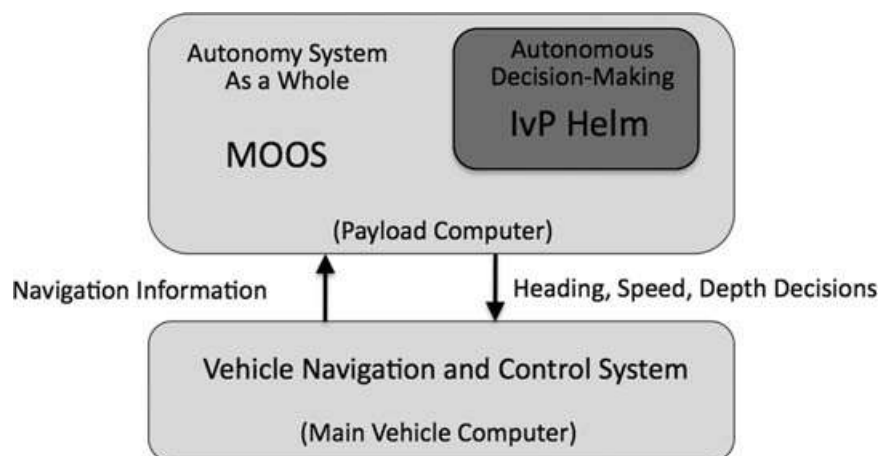 Autonomy System
As a Whole
MOOS
Autonomous
Decision-Making
IvP Helm
(Payload Computer)
Navigation Information
Heading, Speed, Depth Decisions
Vehicle Navigation and Control System
(Main Vehicle Computer)